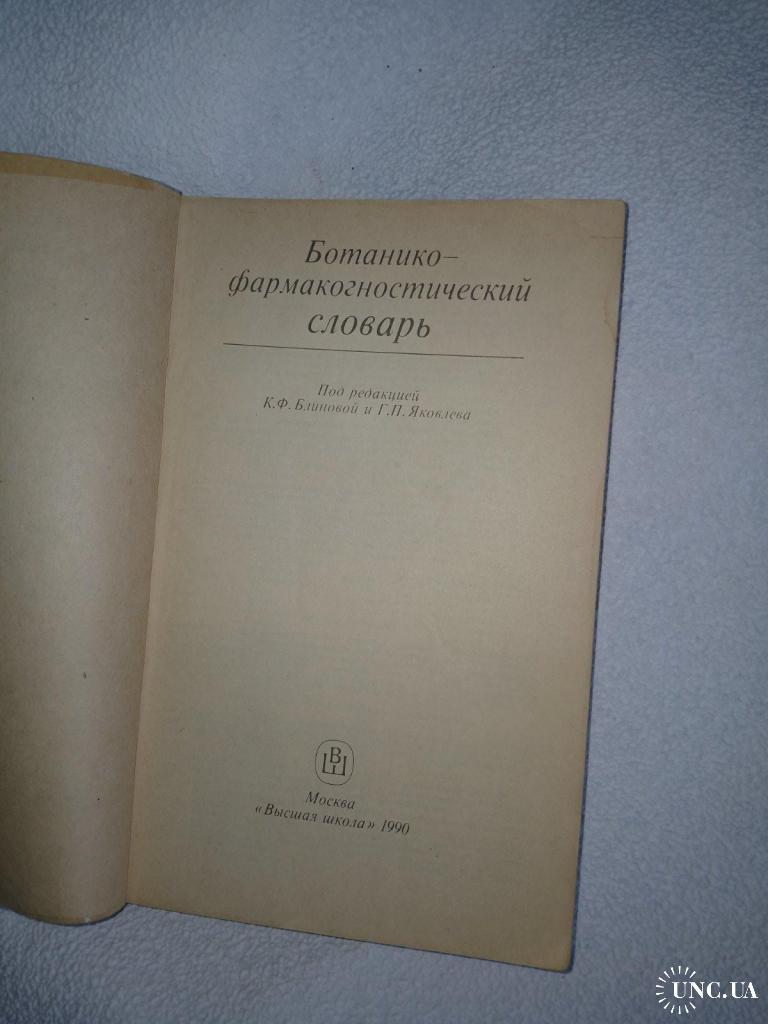 Ботанико–
фармакогностический
словарь
Под редакцией
К.Ф. Блиновой и Г.П. Яковлева
ВШ
Москва
«Высшая школа» 1990
UNC.UA